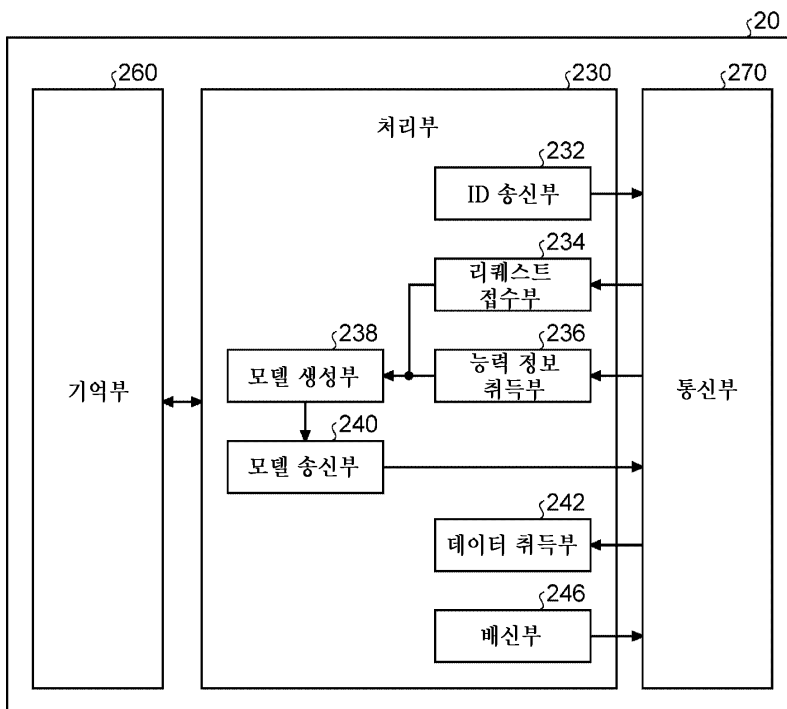 20
260
230
270
처리부
232
ID 송신부
234
리퀘스트
접수부
238
236
모델 생성부
능력 정보
취득부
기억부
통신부
240
모델 송신부
242
데이터 취득부
246
배신부